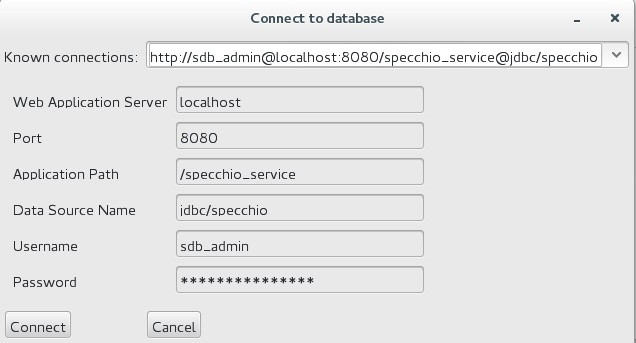 Connect to database
Known connections: http://sdb_admin@localhost:8080/specchio_service@jdbc/specchio
Web Application Server localhost
Port 8080
Application Path /specchio_service
Data Source Name jdbc/specchio
Username sdb_admin
Password ***************
Connect Cancel